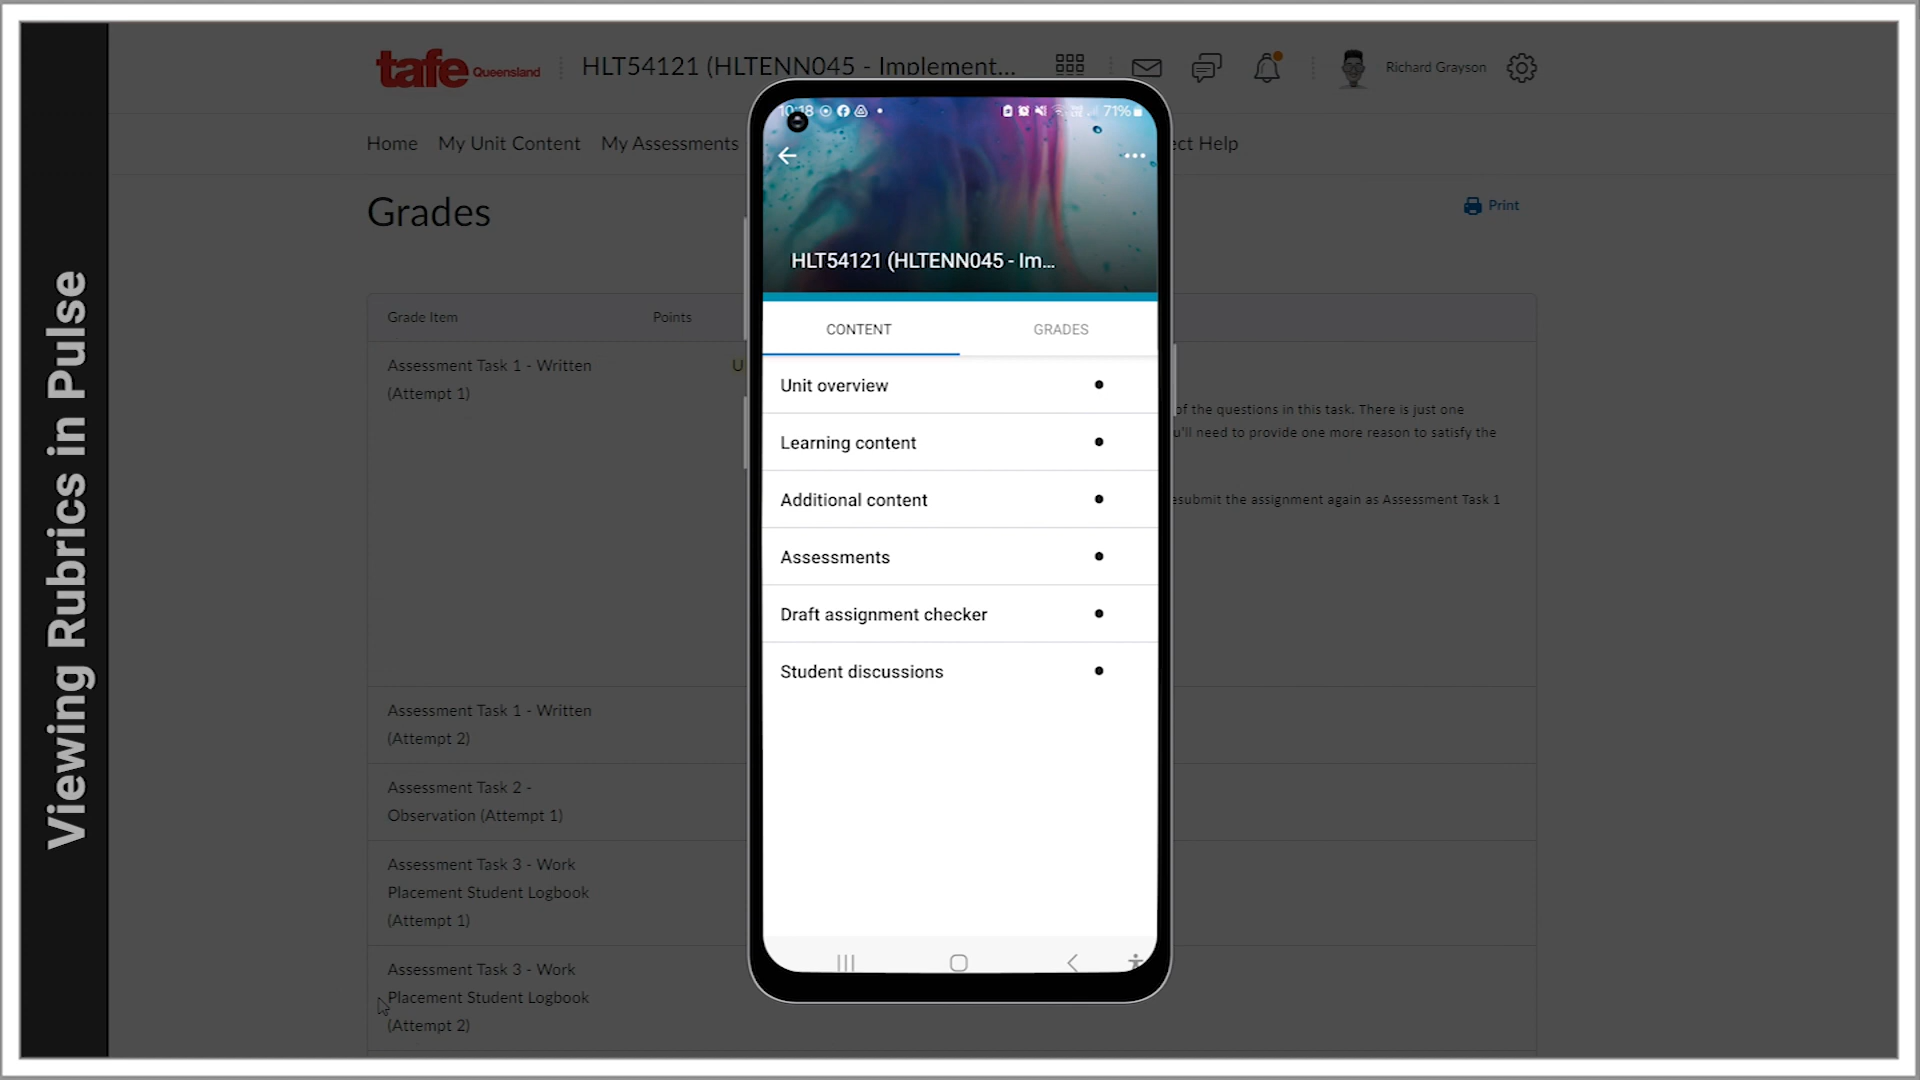 Viewing Rubrics in Pulse
tafe Queensland
HLT54121 (HLTENN045 - Implement...
Richard Grayson
Home
My Unit Content
My Assessments
ect Help
Grades
Print
Grade Item
Points
Assessment Task 1 - Written
(Attempt 1)
U
of the questions in this task. There is just one
u'll need to provide one more reason to satisfy the
esubmit the assignment again as Assessment Task 1
Assessment Task 1 - Written
(Attempt 2)
Assessment Task 2 -
Observation (Attempt 1)
Assessment Task 3 - Work
Placement Student Logbook
(Attempt 1)
Assessment Task 3 - Work
Placement Student Logbook
(Attempt 2)
10:18
71%
HLT54121 (HLTENN045 - Im...
CONTENT
GRADES
Unit overview
Learning content
Additional content
Assessments
Draft assignment checker
Student discussions